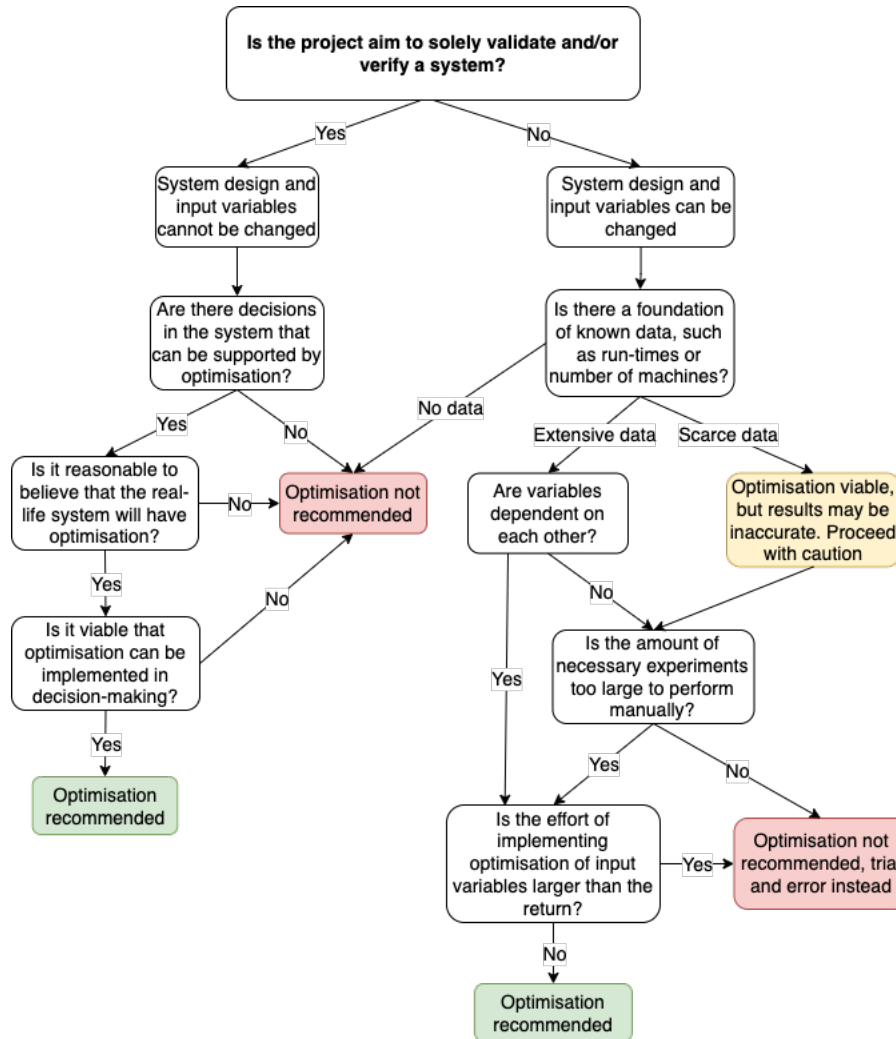 Is the project aim to solely validate and/or
verify a system?
Yes
No
System design and
input variables
cannot be changed
System design and
input variables can be
changed
Are there decisions
in the system that
can be supported by
optimisation?
Is there a foundation
of known data, such
as run-times or
number of machines?
No data
Yes
No
Extensive data
Scarce data
Is it reasonable to
believe that the real-
life system will have
optimisation?
No
Optimisation not
recommended
Are variables
dependent on
each other?
Optimisation viable,
but results may be
inaccurate. Proceed
with caution
Yes
No
No
Is it viable that
optimisation can be
implemented in
decision-making?
Is the amount of
necessary experiments
too large to perform
manually?
Yes
Yes
Yes
No
Optimisation
recommended
Is the effort of
implementing
optimisation of input
variables larger than the
return?
Yes
Optimisation not
recommended, tria
and error instead
No
Optimisation
recommended